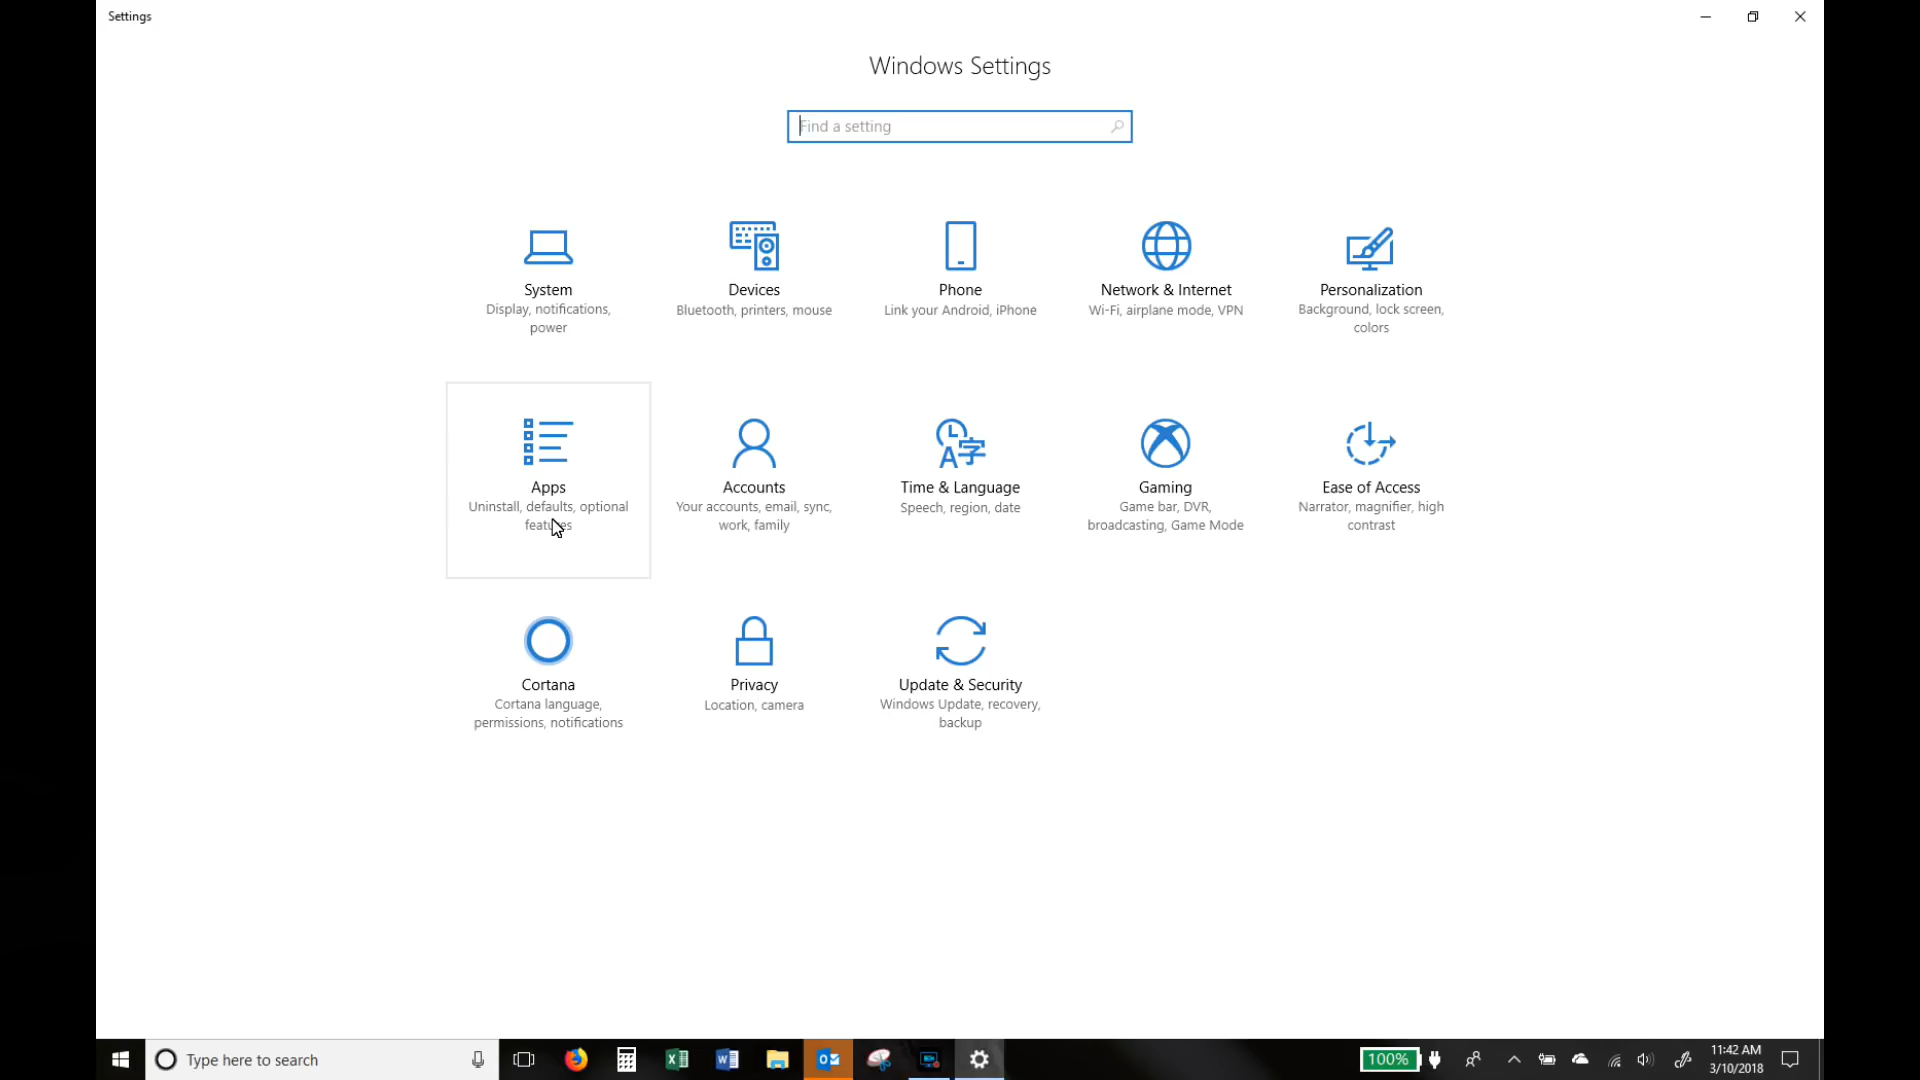 Settings
Windows Settings
Find a setting
System
Display, notifications,
power
Devices
Bluetooth, printers, mouse
Phone
Link your Android, iPhone
Network & Internet
Wi-Fi, airplane mode, VPN
Personalization
Background, lock screen,
colors
Apps
Uninstall, defaults, optional
features
Accounts
Your accounts, email, sync,
work, family
Time & Language
Speech, region, date
Gaming
Game bar, DVR,
broadcasting, Game Mode
Ease of Access
Narrator, magnifier, high
contrast
Cortana
Cortana language,
permissions, notifications
Privacy
Location, camera
Update & Security
Windows Update, recovery,
backup
Type here to search
100%
11:42 AM
3/10/2018